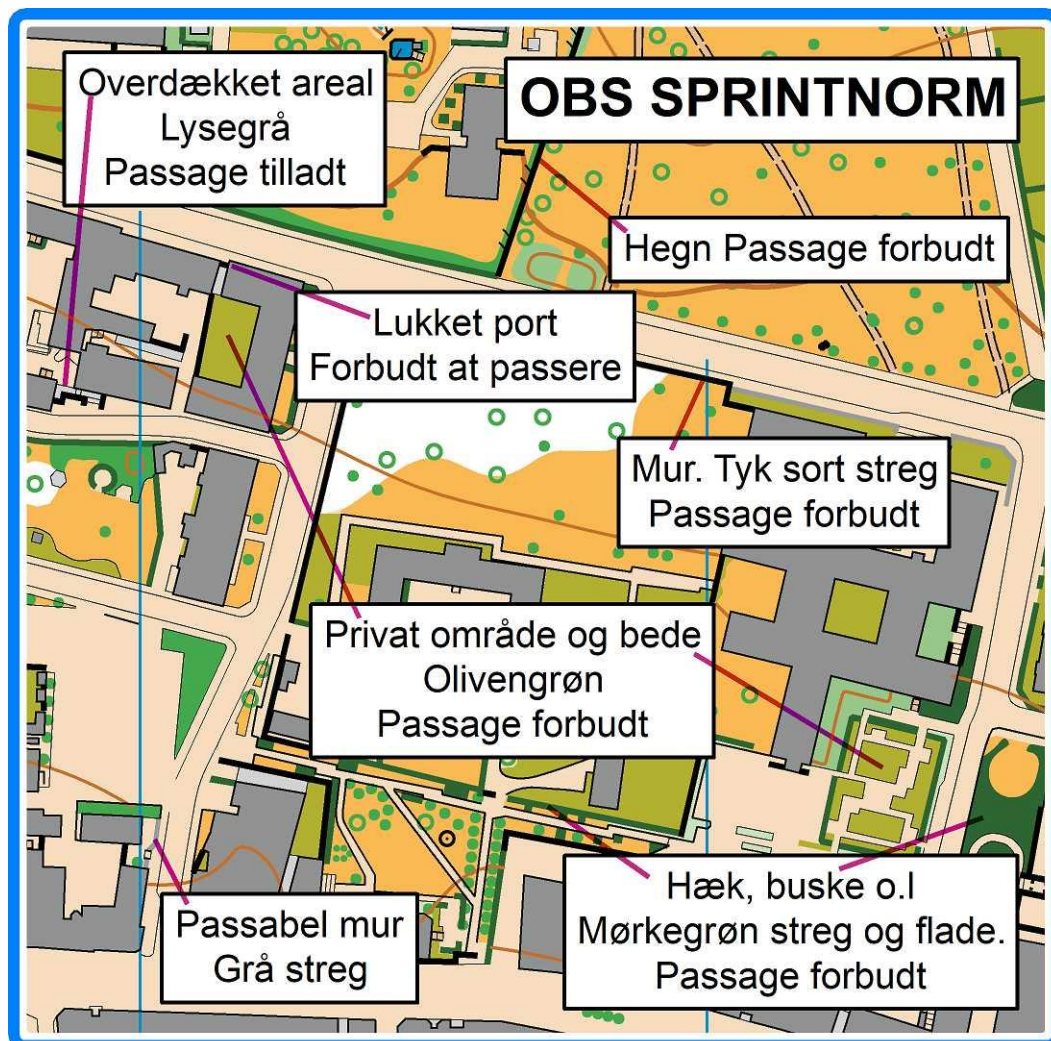 Overdækket areal
Lysegrå
Passage tilladt
OBS SPRINTNORM
Hegn Passage forbudt
Lukket port
Forbudt at passere
Mur. Tyk sort streg
Passage forbudt
Privat område og bede
Olivengrøn
Passage forbudt
Hæk, buske o.l
Mørkegrøn streg og flade.
Passage forbudt
Passabel mur
Grå streg